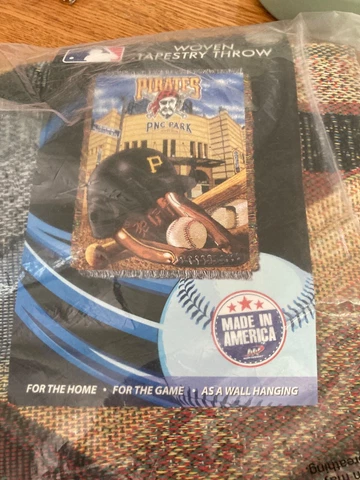 WOVEN
TAPESTRY THROW
PIRATES
PNC PARK
P
MADE IN
AMERICA
FOR THE HOME • FOR THE GAME • AS A WALL HANGING